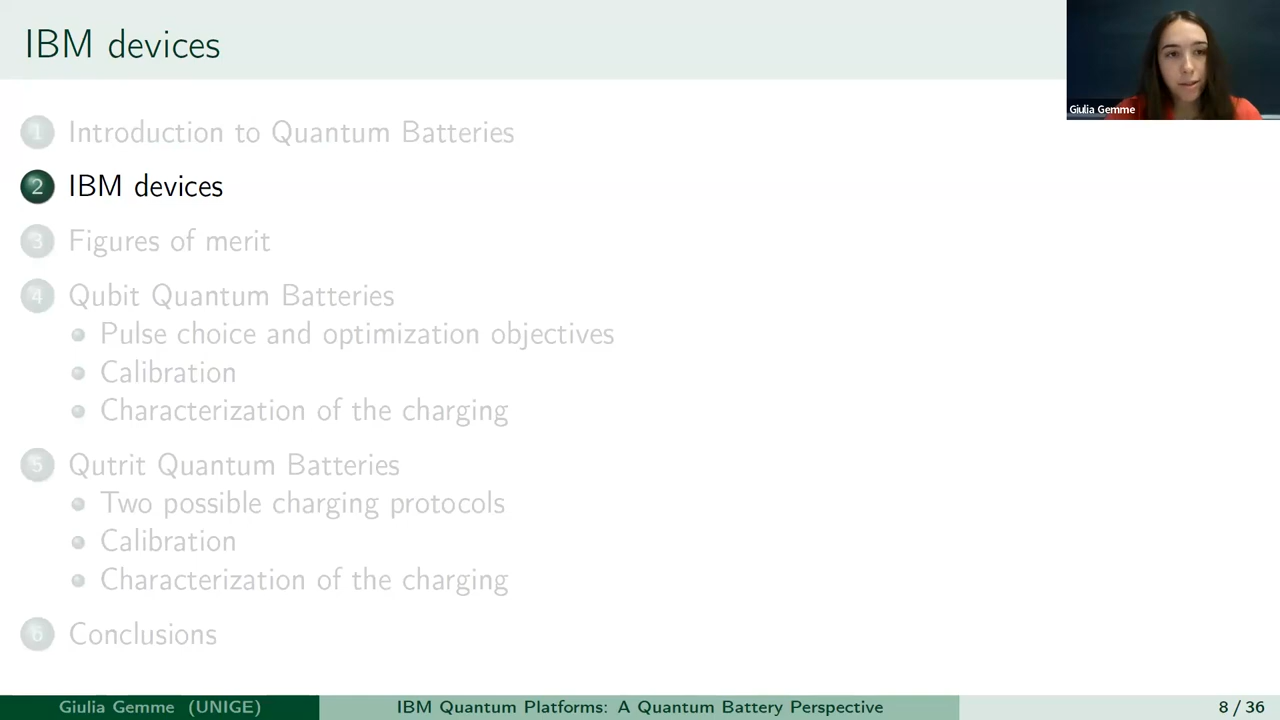 IBM devices
Giulia Gemme
1 Introduction to Quantum Batteries
2 IBM devices
3 Figures of merit
4 Qubit Quantum Batteries
Pulse choice and optimization objectives
Calibration
Characterization of the charging
5 Qutrit Quantum Batteries
Two possible charging protocols
Calibration
Characterization of the charging
6 Conclusions
Giulia Gemme (UNIGE)
IBM Quantum Platforms: A Quantum Battery Perspective
8 / 36